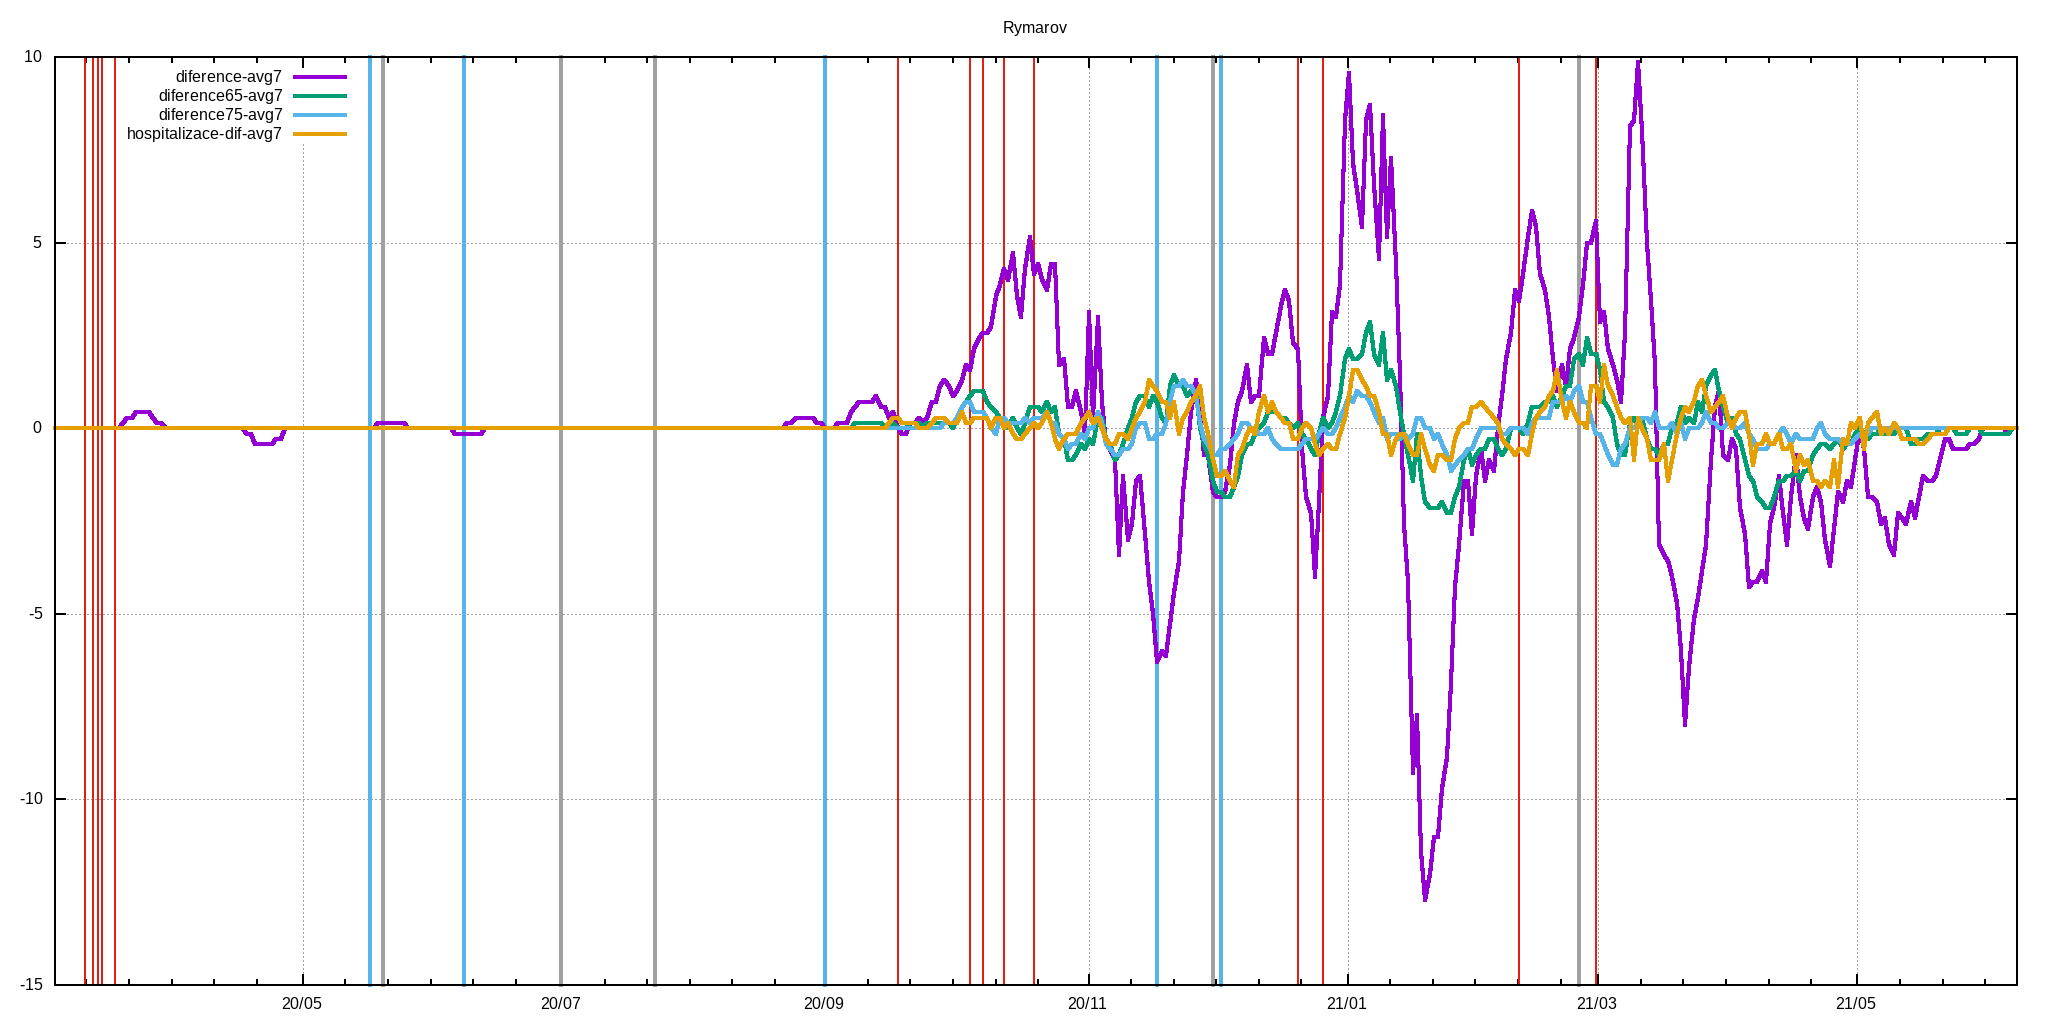 Rymarov
10
diference-avg7
diference65-avg7
diference75-avg7
hospitalizace-dif-avg7
5
0
-5
-10
-15
20/05 20/07 20/09 20/11 21/01 21/03 21/05